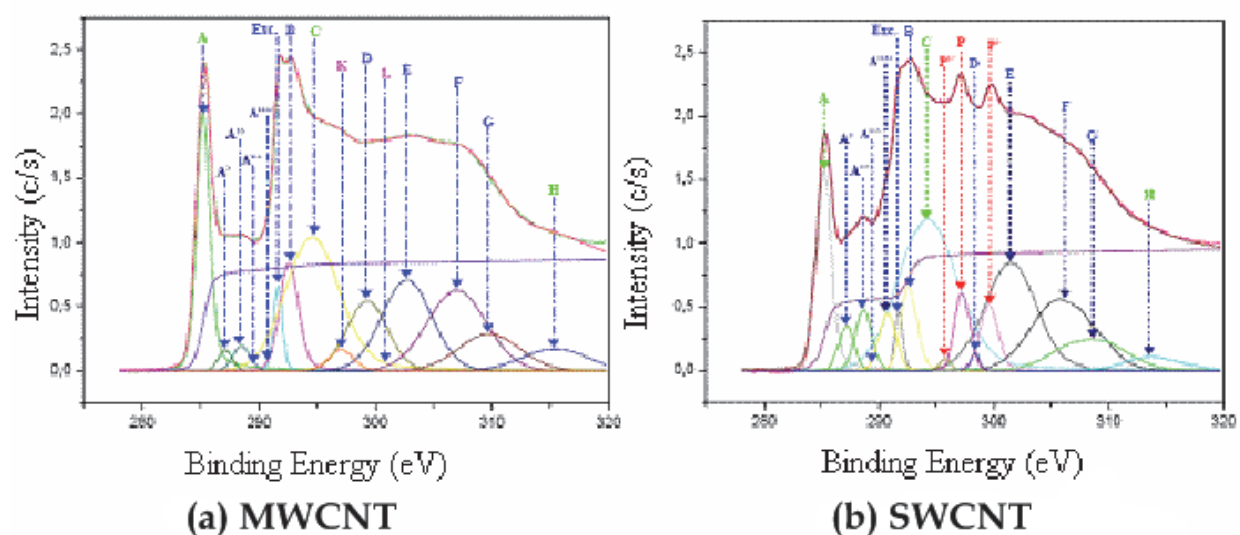 A
Exc.
B
C
K
D
L
E
F
G
H
2,5
2,0
1,5
1,0
0,5
0,0
280
290
300
310
320
Intensity (c/s)
Binding Energy (eV)
(a) MWCNT
A
Exc.
B
C
P
D
E
F
G
H
2,5
2,0
1,5
1,0
0,5
0,0
280
290
300
310
320
Intensity (c/s)
Binding Energy (eV)
(b) SWCNT